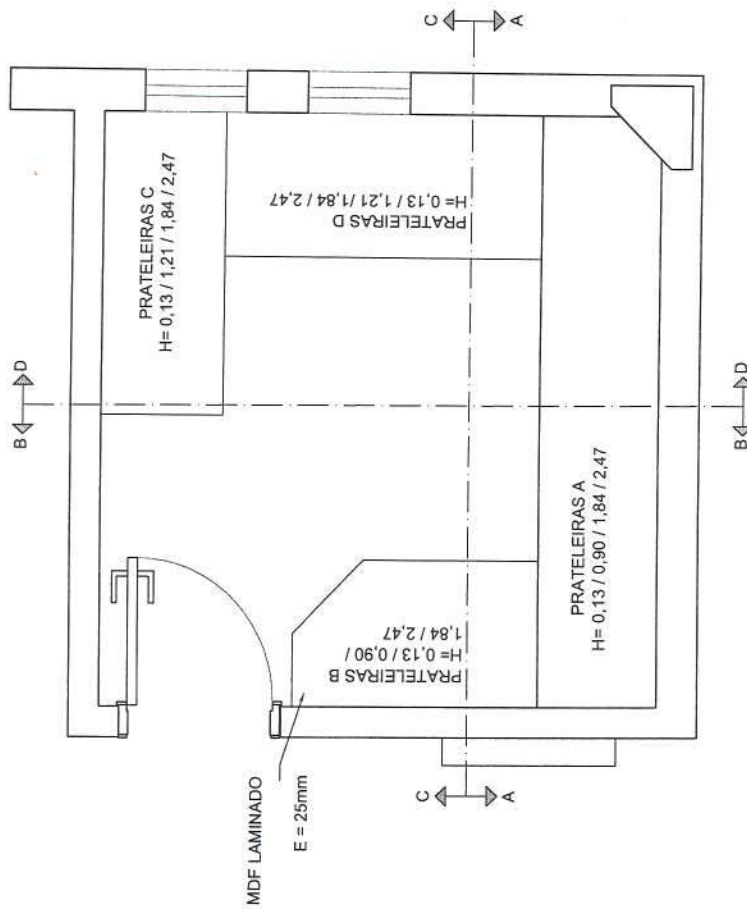 C
A
PRATELEIRAS C
H= 0,13 / 1,21 / 1,84 / 2,47
PRATELEIRAS D
H= 0,13 / 1,21 / 1,84 / 2,47
B
D
B
D
PRATELEIRAS A
H= 0,13 / 0,90 / 1,84 / 2,47
PRATELEIRAS B
H= 0,13 / 0,90 /
1,84 / 2,47
MDF LAMINADO
E = 25mm
C
A